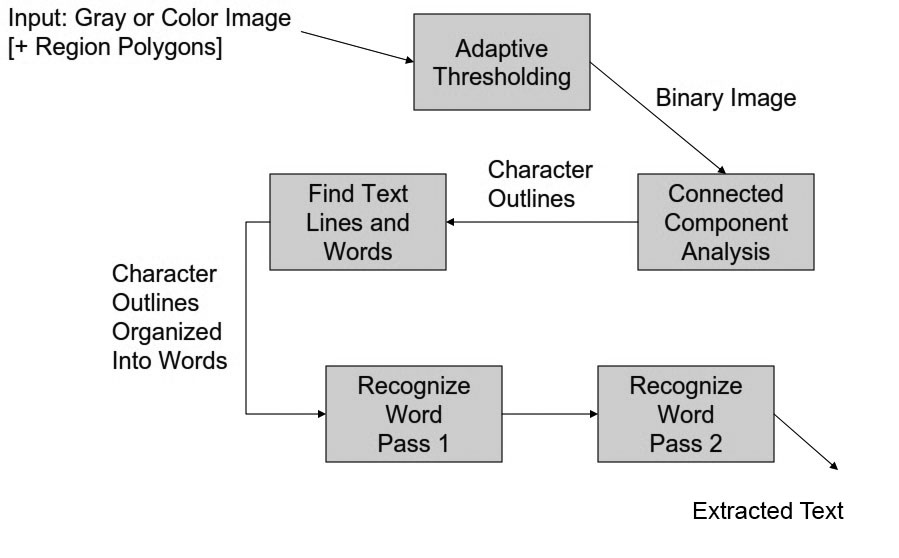 Input: Gray or Color Image
[+ Region Polygons]
Adaptive
Thresholding
Binary Image
Connected
Component
Analysis
Character
Outlines
Find Text
Lines and
Words
Character
Outlines
Organized
Into Words
Recognize
Word
Pass 1
Recognize
Word
Pass 2
Extracted Text